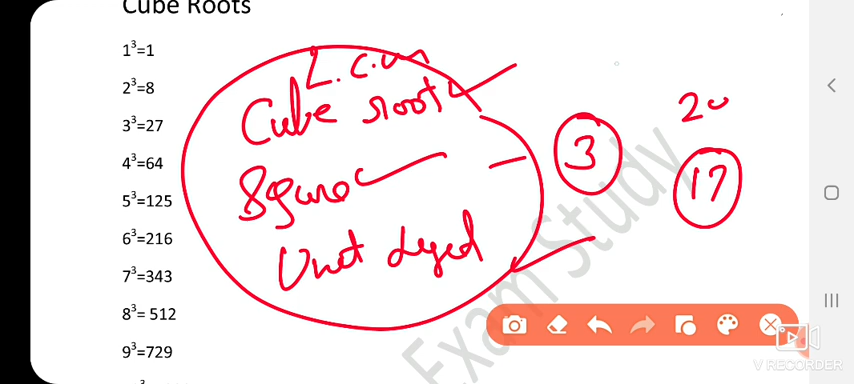 Cube Roots
1³=1
2³=8
3³=27
4³=64
5³=125
6³=216
7³=343
8³= 512
9³=729
L.C.M
Cube root
Square
Unit
3
20
17
Exam Study
V RECORDER